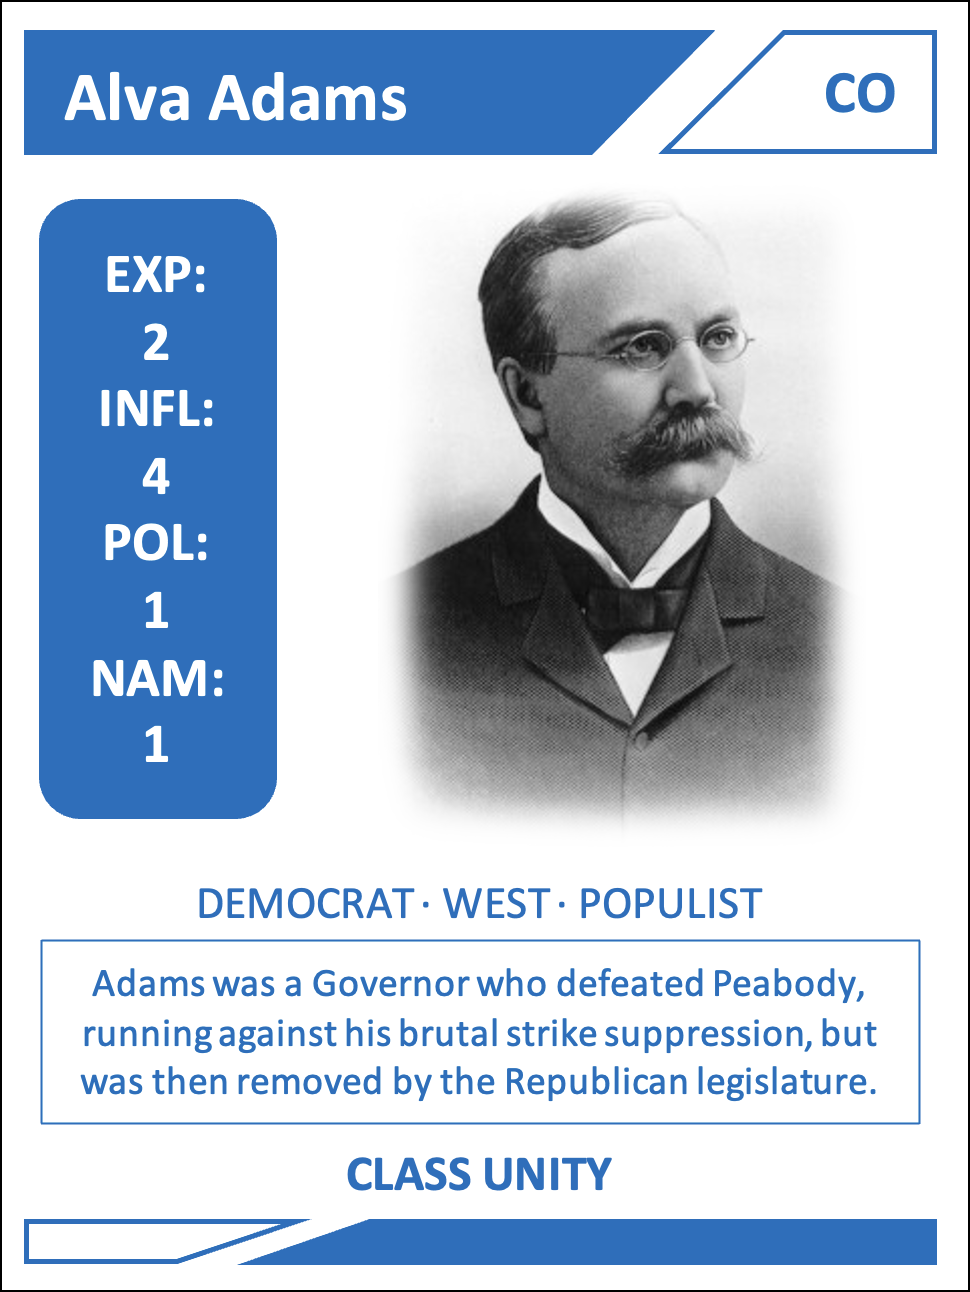 Alva Adams
CO
EXP:
2
INFL:
4
POL:
1
NAM:
1
DEMOCRAT · WEST · POPULIST
Adams was a Governor who defeated Peabody,
running against his brutal strike suppression, but
was then removed by the Republican legislature.
CLASS UNITY